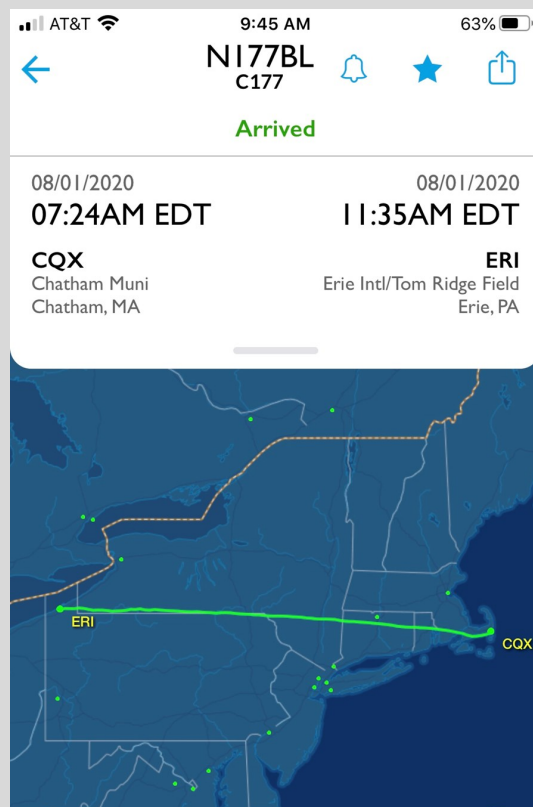 AT&T 9:45 AM 63%
N177BL
C177
Arrived
08/01/2020 08/01/2020
07:24AM EDT 11:35AM EDT
CQX ERI
Chatham Muni Erie Intl/Tom Ridge Field
Chatham, MA Erie, PA
ERI
CQX